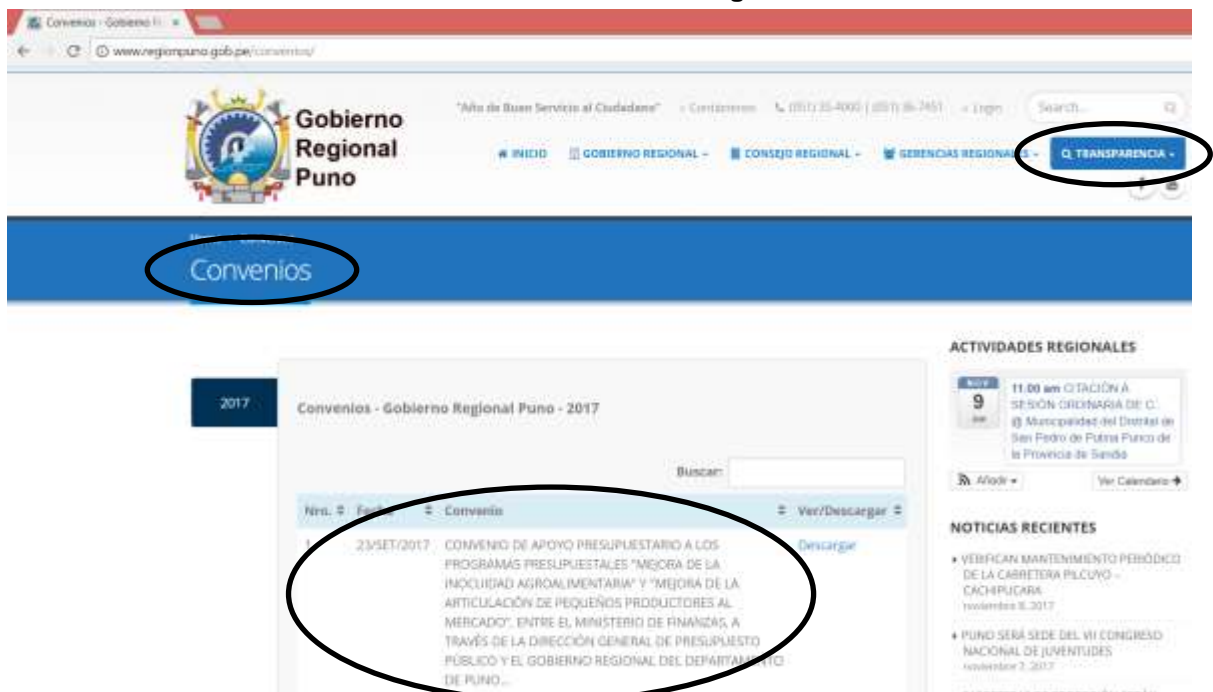 Convenios - Gobierno R
www.regionpuno.gob.pe/convenios/
Gobierno
Regional
Puno
"Año de Buen Servicio al Ciudadano"
Login
Search...
INICIO
GOBIERNO REGIONAL
CONSEJO REGIONAL
GERENCIAS REGIONALES
TRANSPARENCIA
Convenios
2017
Convenios - Gobierno Regional Puno - 2017
Buscar:
Nro.
Fecha
Convenio
Ver/Descargar
1
23/SET/2017
CONVENIO DE APOYO PRESUPUESTARIO A LOS
PROGRAMAS PRESUPUESTALES "MEJORA DE LA
INOCUIDAD AGROALIMENTARIA" Y "MEJORA DE LA
ARTICULACIÓN DE PEQUEÑOS PRODUCTORES AL
MERCADO", ENTRE EL MINISTERIO DE FINANZAS, A
TRAVÉS DE LA DIRECCIÓN GENERAL DE PRESUPUESTO
PÚBLICO Y EL GOBIERNO REGIONAL DEL DEPARTAMENTO
DE PUNO...
Descargar
ACTIVIDADES REGIONALES
NOV
9
11:00 am CITACIÓN A
SESIÓN ORDINARIA DE C.
@ Municipalidad del Distrital de
San Pedro de Putina Punco de
la Provincia de Sandia
Añadir
Ver Calendario
NOTICIAS RECIENTES
VERIFICAN MANTENIMIENTO PERIÓDICO
DE LA CARRETERA PILCUYO –
CACHIPUCARA
noviembre 8, 2017
PUNO SERÁ SEDE DEL VII CONGRESO
NACIONAL DE JUVENTUDES
noviembre 7, 2017